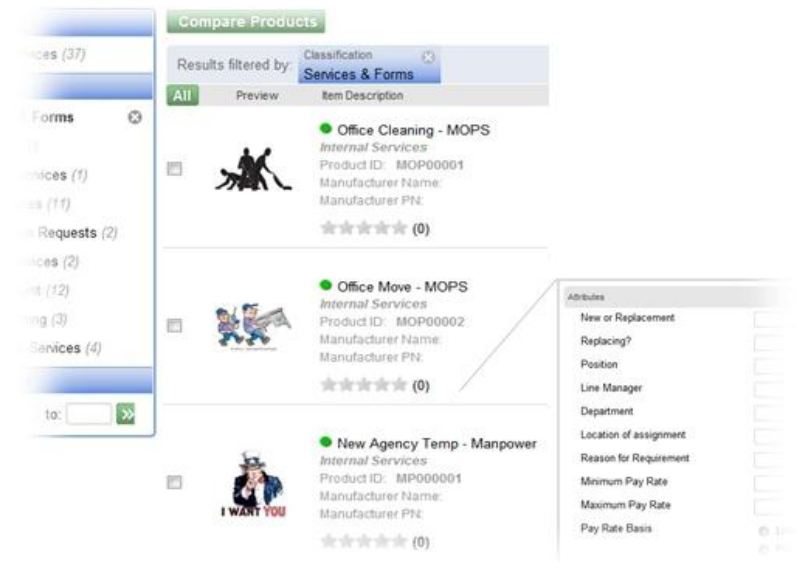 Compare Products
(37)
Results filtered by:
Classification
Services & Forms
All Preview Item Description
Forms
(1)
(11)
Requests (2)
(2)
(12)
(3)
Services (4)
to:
Office Cleaning - MOPS
Internal Services
Product ID: MOP00001
Manufacturer Name:
Manufacturer PN:
(0)
Office Move - MOPS
Internal Services
Product ID: MOP00002
Manufacturer Name:
Manufacturer PN:
(0)
New Agency Temp - Manpower
Internal Services
Product ID: MP000001
Manufacturer Name:
Manufacturer PN:
(0)
I WANT YOU
Attributes
New or Replacement
Replacing?
Position
Line Manager
Department
Location of assignment
Reason for Requirement
Minimum Pay Rate
Maximum Pay Rate
Pay Rate Basis